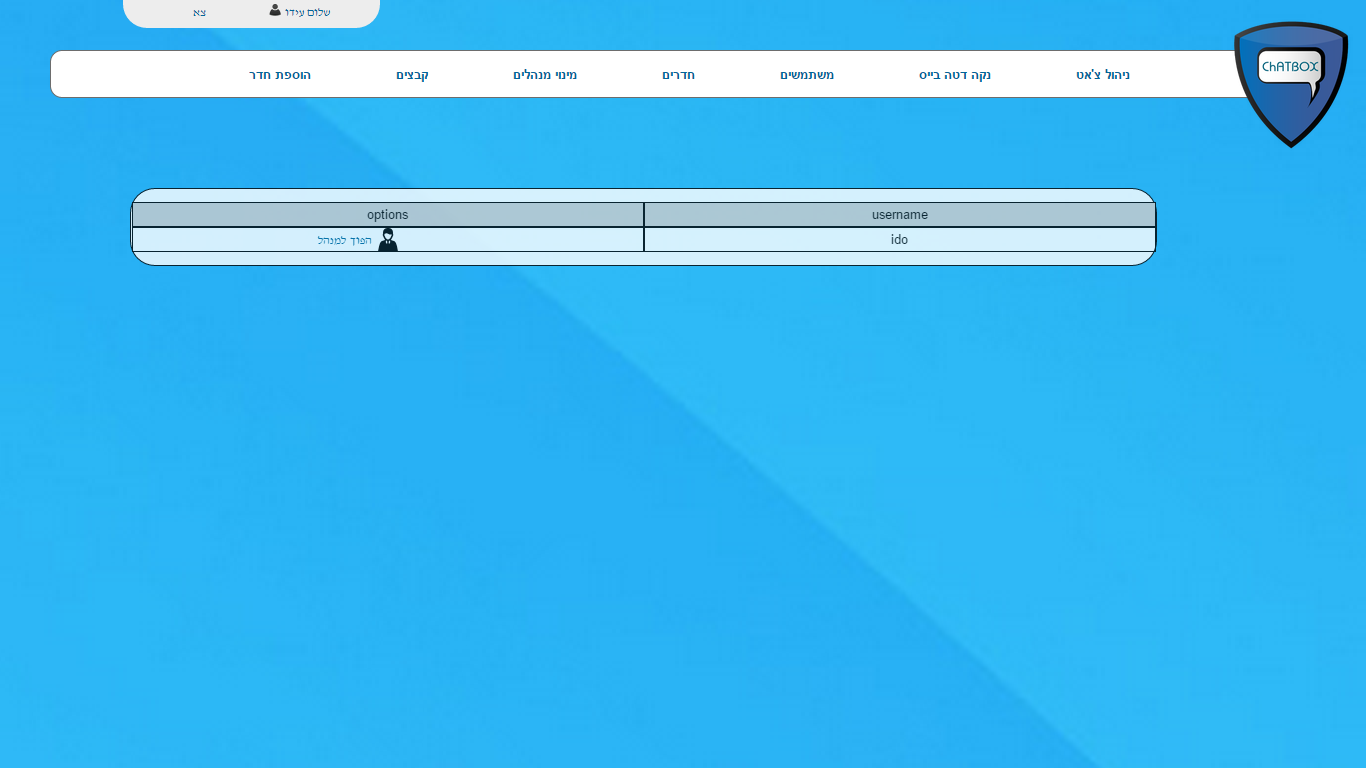 שלום עידו
צא
ChATBOX
ניהול צ'אט
נקה דטה בייס
משתמשים
חדרים
מינוי מנהלים
קבצים
הוספת חדר
username
options
ido
הפוך למנהל